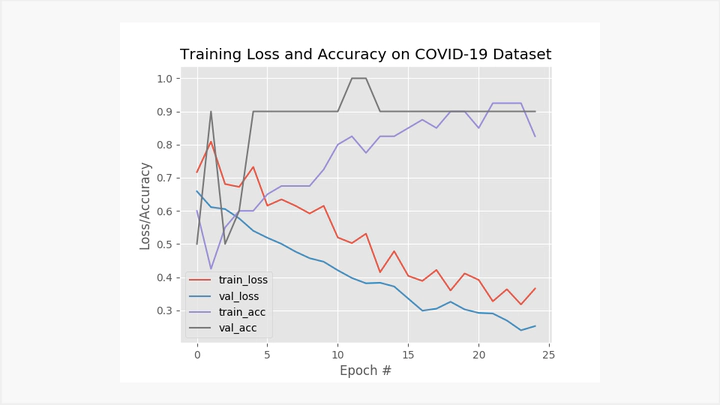 Training Loss and Accuracy on COVID-19 Dataset
1.0
0.9
0.8
0.7
0.6
0.5
0.4
0.3
Loss/Accuracy
train_loss
val_loss
train_acc
val_acc
0 5 10 15 20 25
Epoch #